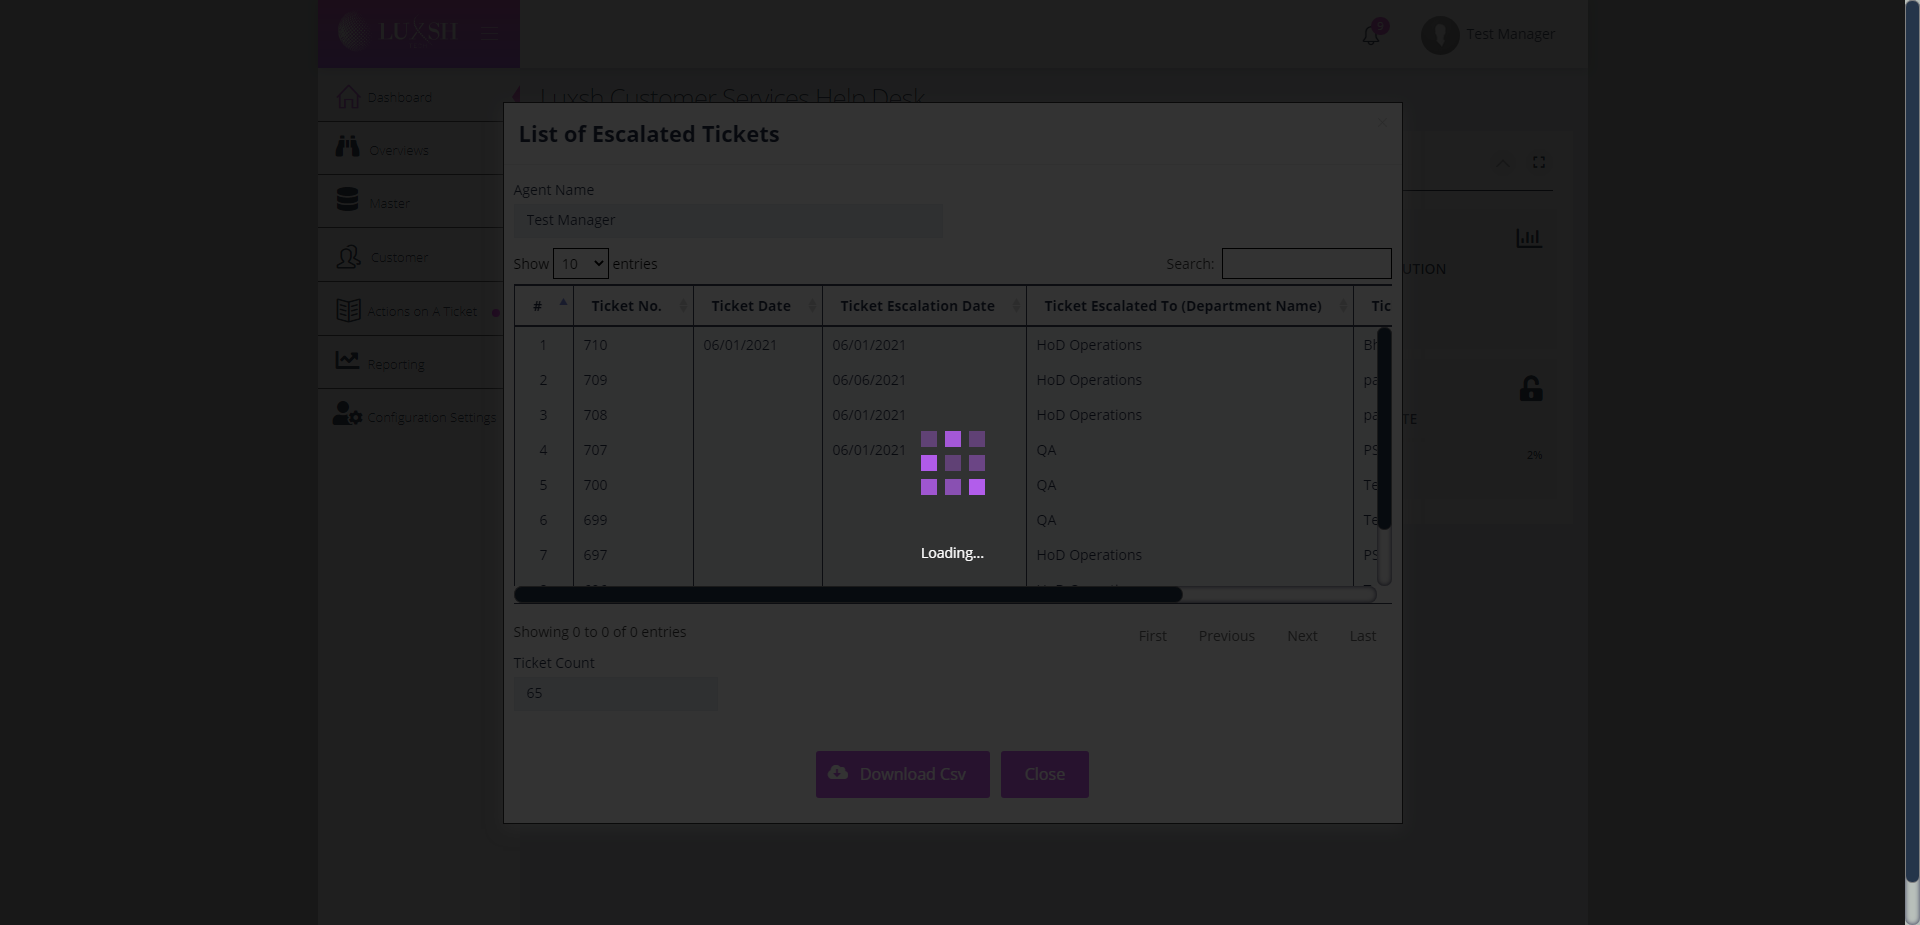 LUXSH
9
Test Manager
Dashboard
Luxsh Customer Services Help Desk
List of Escalated Tickets
×
Overviews
Master
Customer
Actions on A Ticket
Reporting
Configuration Settings
Agent Name
Test Manager
Show 10 entries
Search:
# Ticket No. Ticket Date Ticket Escalation Date Ticket Escalated To (Department Name) Tic
1 710 06/01/2021 06/01/2021 HoD Operations Bh
2 709 06/06/2021 HoD Operations pa
3 708 06/01/2021 HoD Operations pa
4 707 06/01/2021 QA PS
5 700 QA Te
6 699 QA Te
7 697 HoD Operations PS
UTION
TE
2%
Loading...
Showing 0 to 0 of 0 entries
First Previous Next Last
Ticket Count
65
Download Csv
Close